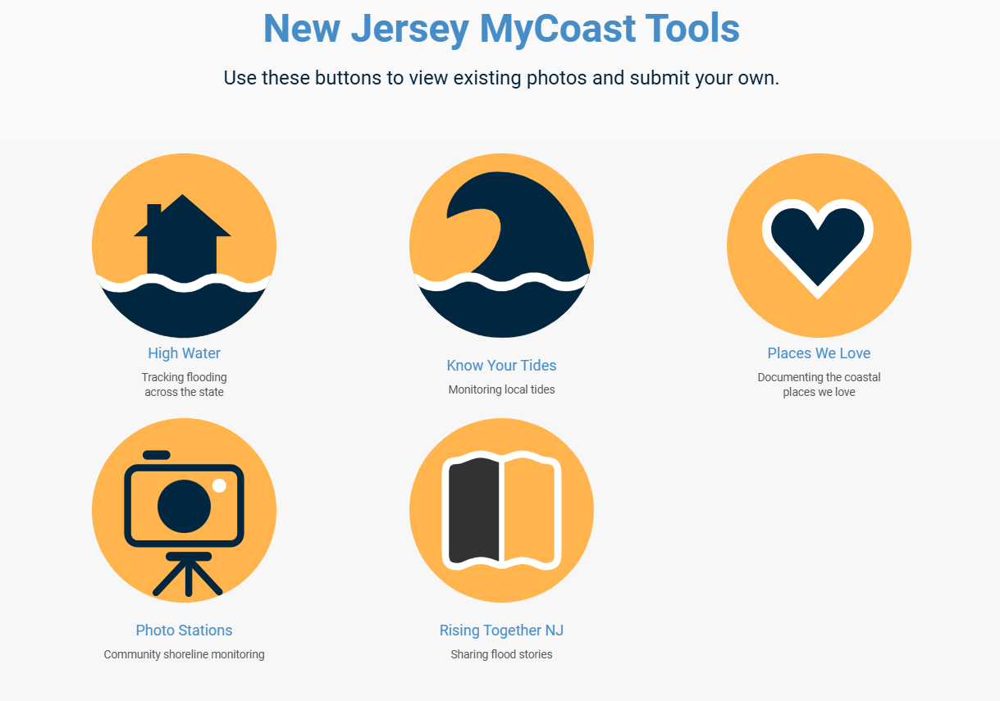 New Jersey MyCoast Tools
Use these buttons to view existing photos and submit your own.
High Water
Tracking flooding
across the state
Know Your Tides
Monitoring local tides
Places We Love
Documenting the coastal
places we love
Photo Stations
Community shoreline monitoring
Rising Together NJ
Sharing flood stories